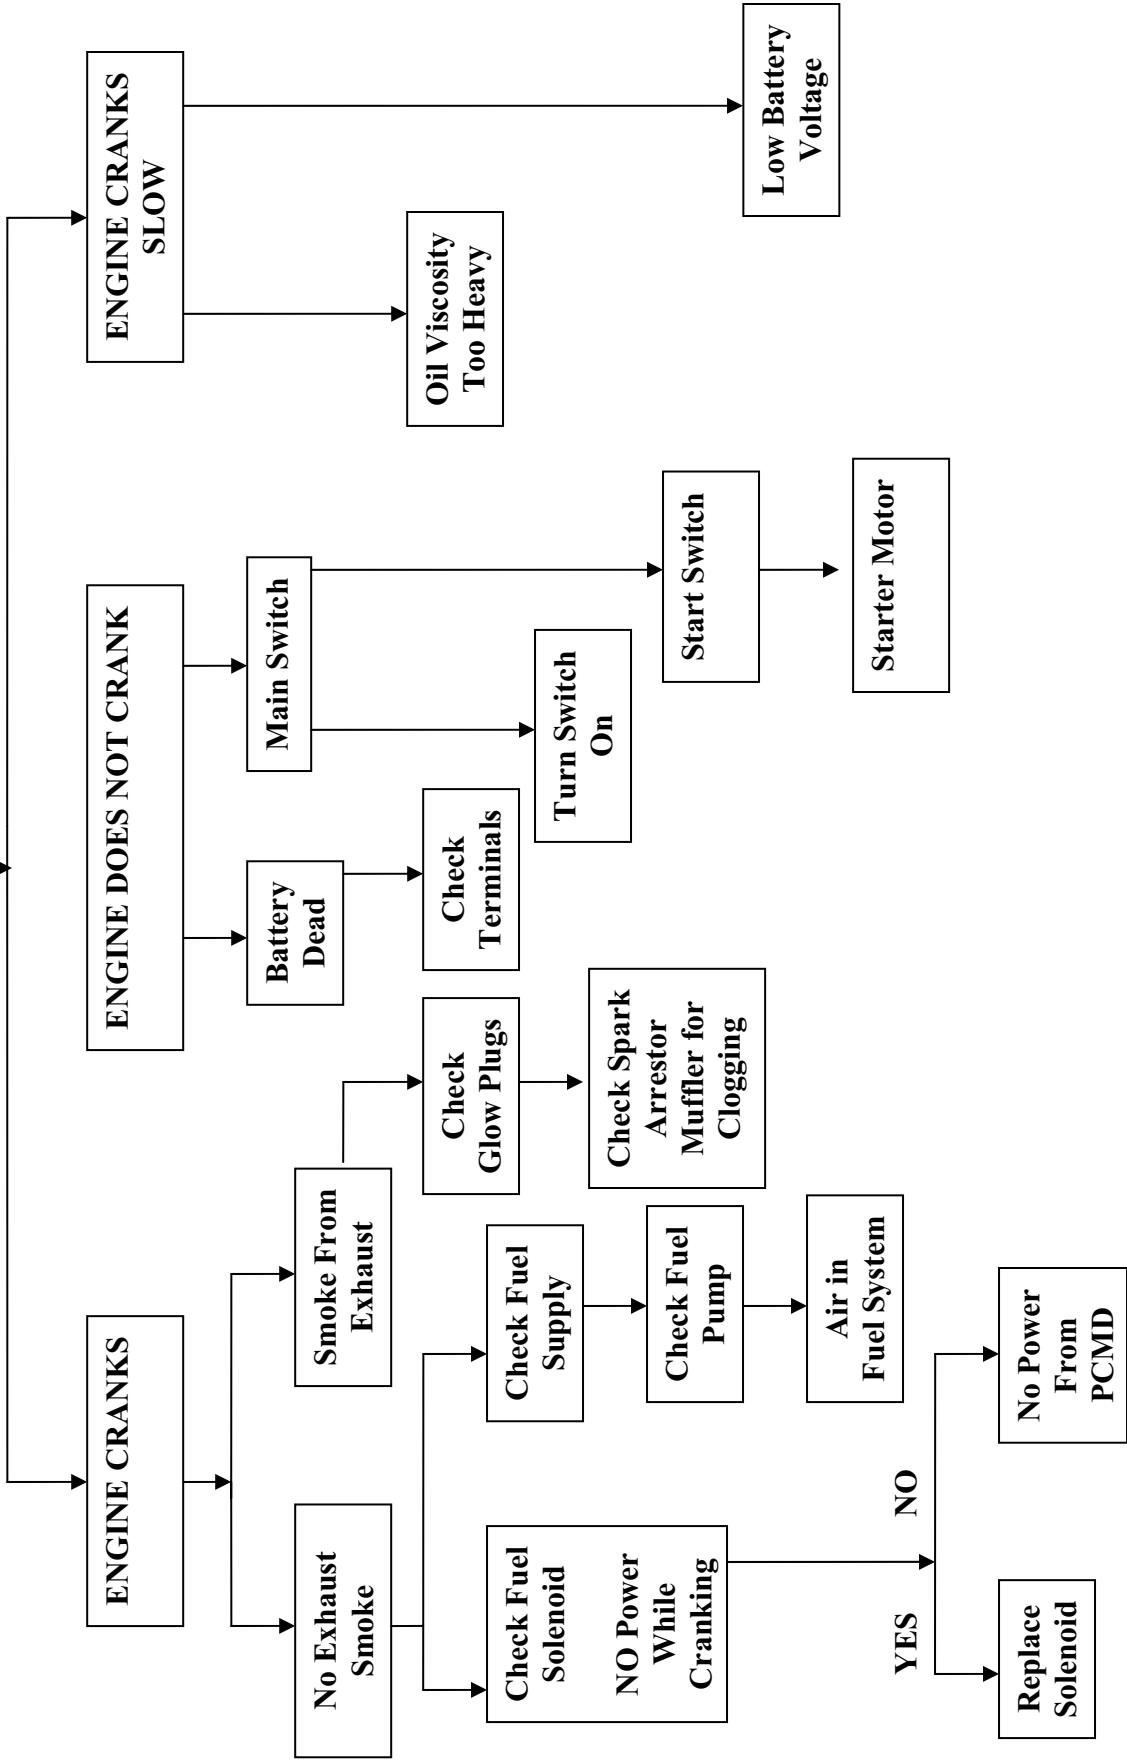 ENGINE CRANKS
No Exhaust
Smoke
Smoke From
Exhaust
Check Fuel
Solenoid
NO Power
While
Cranking
Check Fuel
Supply
Check Fuel
Pump
Air in
Fuel System
YES
NO
Replace
Solenoid
No Power
From
PCMD
Check
Glow Plugs
Check Spark
Arrestor
Muffler for
Clogging
ENGINE DOES NOT CRANK
Battery
Dead
Check
Terminals
Main Switch
Turn Switch
On
Start Switch
Starter Motor
ENGINE CRANKS
SLOW
Oil Viscosity
Too Heavy
Low Battery
Voltage